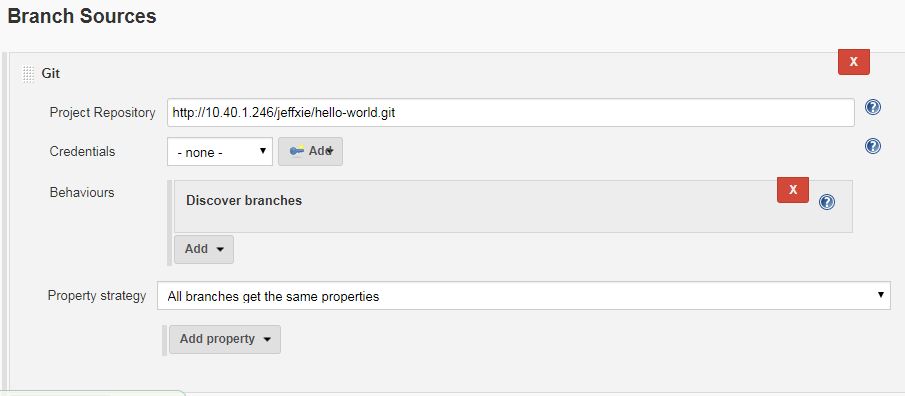 Branch Sources
Git
X
Project Repository http://10.40.1.246/jeffxie/hello-world.git ?
Credentials - none - Add ?
Behaviours
Discover branches X ?
Add
Property strategy All branches get the same properties
Add property